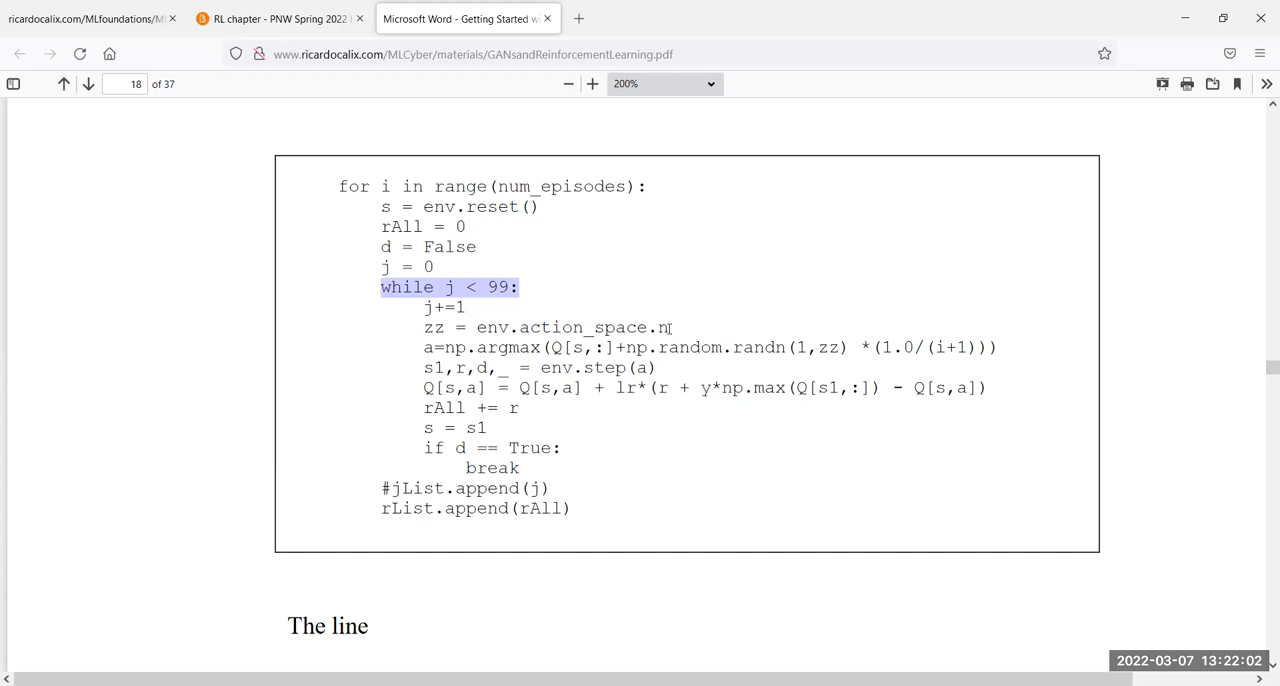 ricardocalix.com/MLfoundations/ML
RL chapter - PNW Spring 2022
Microsoft Word - Getting Started w
www.ricardocalix.com/MLCyber/materials/GANsandReinforcementLearning.pdf
18 of 37
200%
for i in range(num_episodes):
s = env.reset()
rAll = 0
d = False
j = 0
while j < 99:
j+=1
zz = env.action_space.n
a=np.argmax(Q[s,:]+np.random.randn(1,zz) *(1.0/(i+1)))
s1,r,d,_ = env.step(a)
Q[s,a] = Q[s,a] + lr*(r + y*np.max(Q[s1,:]) - Q[s,a])
rAll += r
s = s1
if d == True:
break
#jList.append(j)
rList.append(rAll)
The line
2022-03-07 13:22:02